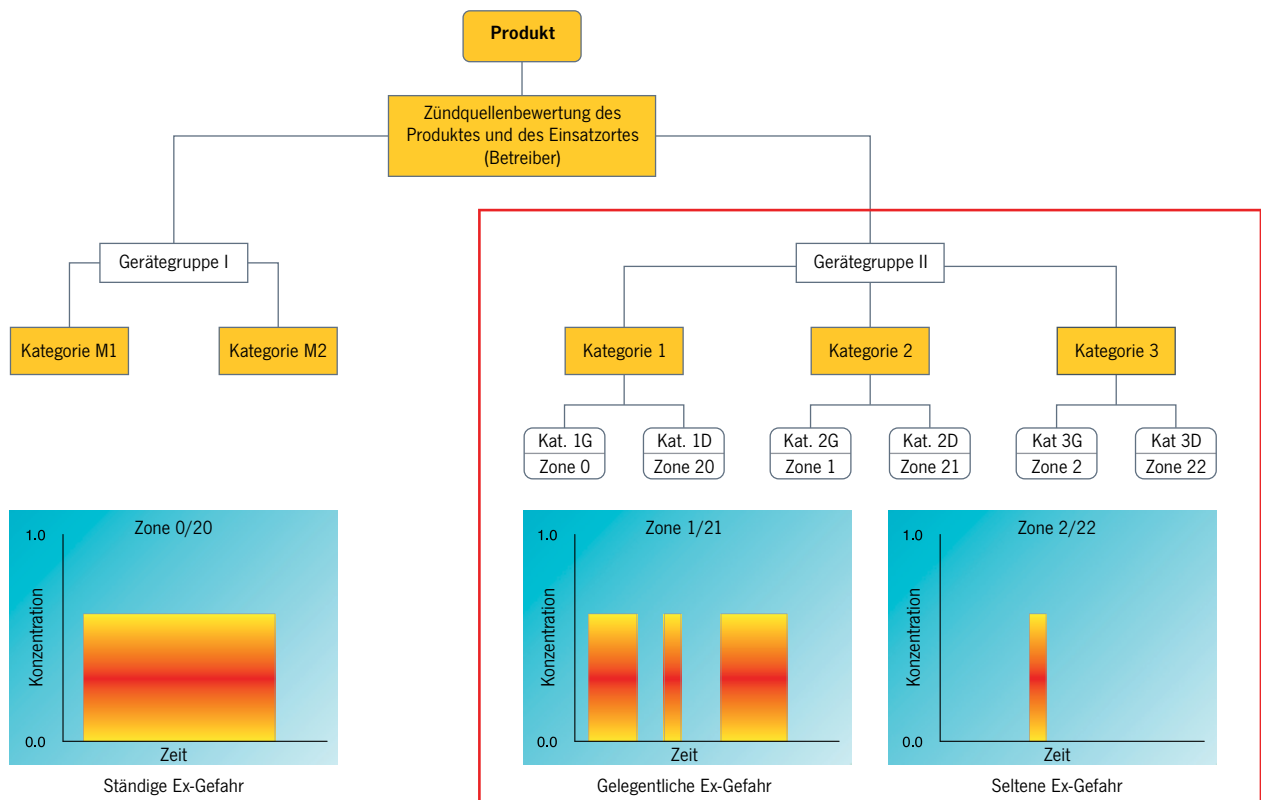 Produkt
Zündquellenbewertung des
Produktes und des Einsatzortes
(Betreiber)
Gerätegruppe I
Gerätegruppe II
Kategorie M1
Kategorie M2
Kategorie 1
Kategorie 2
Kategorie 3
Kat. 1G
Zone 0
Kat. 1D
Zone 20
Kat. 2G
Zone 1
Kat. 2D
Zone 21
Kat 3G
Zone 2
Kat 3D
Zone 22
Zone 0/20
1.0
Konzentration
0.0
Zeit
Ständige Ex-Gefahr
Zone 1/21
1.0
Konzentration
0.0
Zeit
Gelegentliche Ex-Gefahr
Zone 2/22
1.0
Konzentration
0.0
Zeit
Seltene Ex-Gefahr